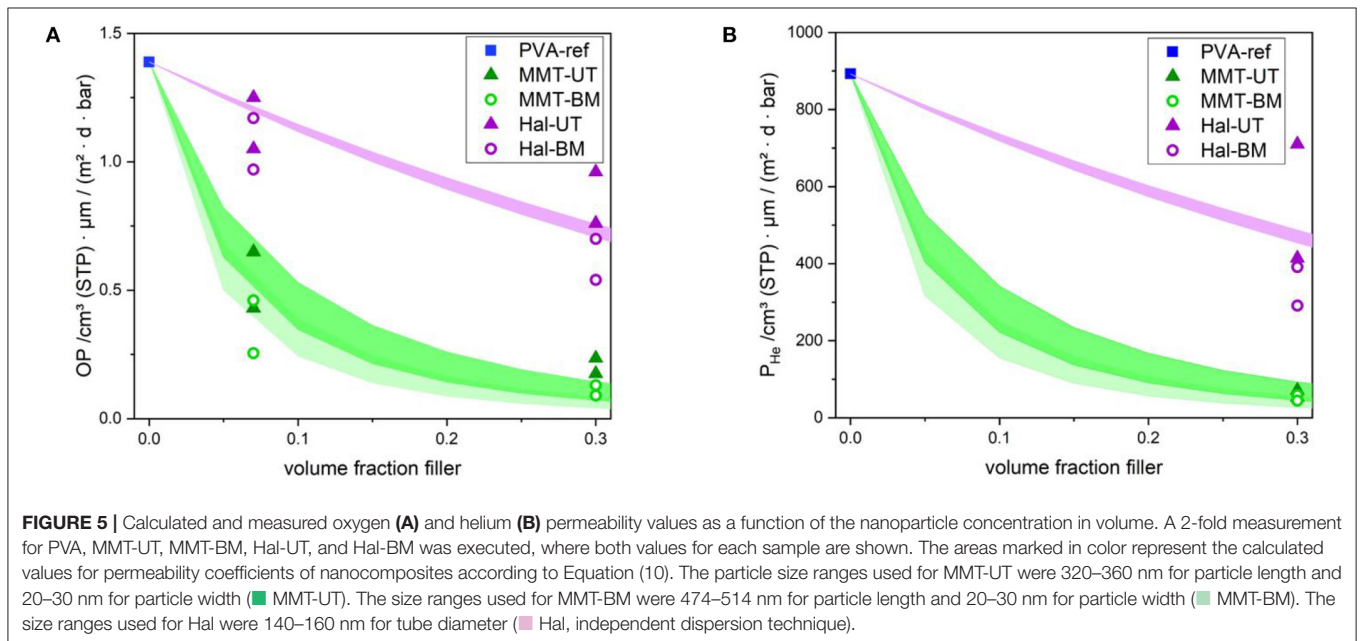 A
1.5
1.0
0.5
0.0
OP /cm³ (STP) · µm / (m² · d · bar)
PVA-ref
MMT-UT
MMT-BM
Hal-UT
Hal-BM
0.0 0.1 0.2 0.3
volume fraction filler
B
1000
800
600
400
200
0
P_He /cm³ (STP) · µm / (m² · d · bar)
PVA-ref
MMT-UT
MMT-BM
Hal-UT
Hal-BM
0.0 0.1 0.2 0.3
volume fraction filler
FIGURE 5 | Calculated and measured oxygen (A) and helium (B) permeability values as a function of the nanoparticle concentration in volume. A 2-fold measurement
for PVA, MMT-UT, MMT-BM, Hal-UT, and Hal-BM was executed, where both values for each sample are shown. The areas marked in color represent the calculated
values for permeability coefficients of nanocomposites according to Equation (10). The particle size ranges used for MMT-UT were 320–360 nm for particle length and
20–30 nm for particle width (■ MMT-UT). The size ranges used for MMT-BM were 474–514 nm for particle length and 20–30 nm for particle width (■ MMT-BM). The
size ranges used for Hal were 140–160 nm for tube diameter (■ Hal, independent dispersion technique).